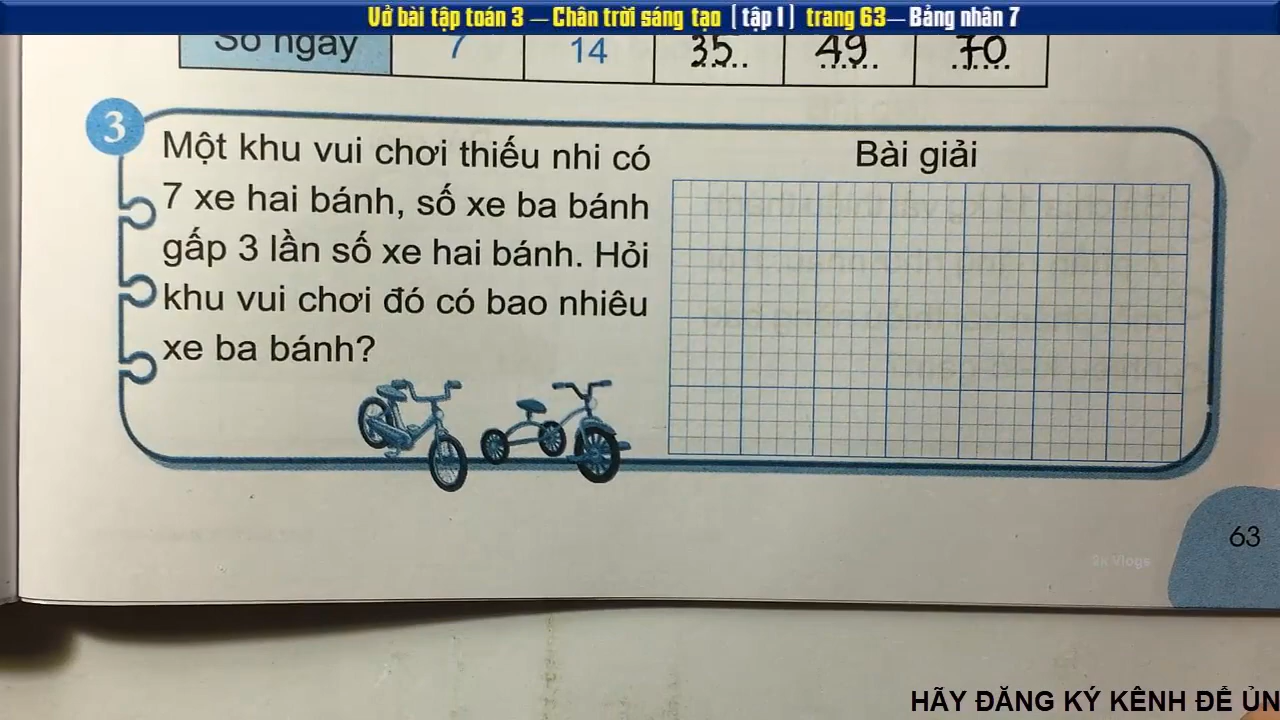 Vở bài tập toán 3 – Chân trời sáng tạo (tập 1) trang 63– Bảng nhân 7
Số ngày 7 14 35 49 70
3
Một khu vui chơi thiếu nhi có
7 xe hai bánh, số xe ba bánh
gấp 3 lần số xe hai bánh. Hỏi
khu vui chơi đó có bao nhiêu
xe ba bánh?
Bài giải
63
2k Vlogs
HÃY ĐĂNG KÝ KÊNH ĐỂ ỦN